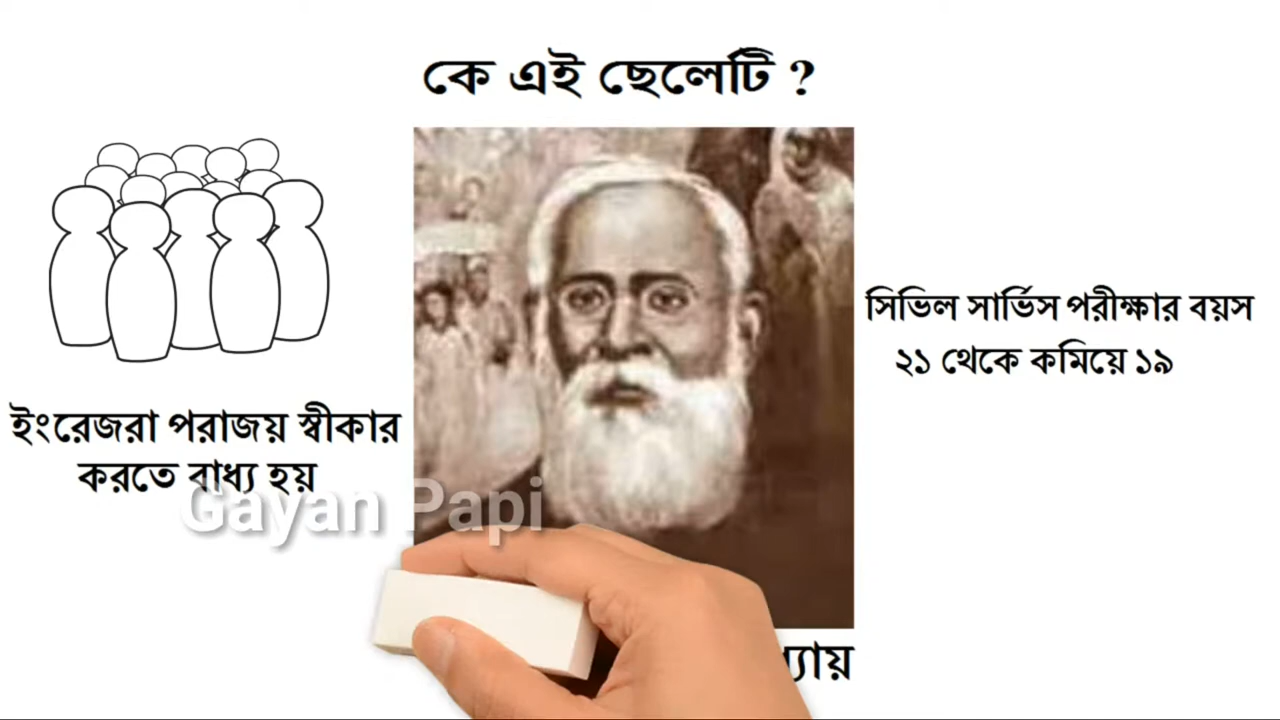 কে এই ছেলেটি ?
ইংরেজরা পরাজয় স্বীকার
করতে বাধ্য হয়
সিভিল সার্ভিস পরীক্ষার বয়স
২১ থেকে কমিয়ে ১৯
Gayan Papi